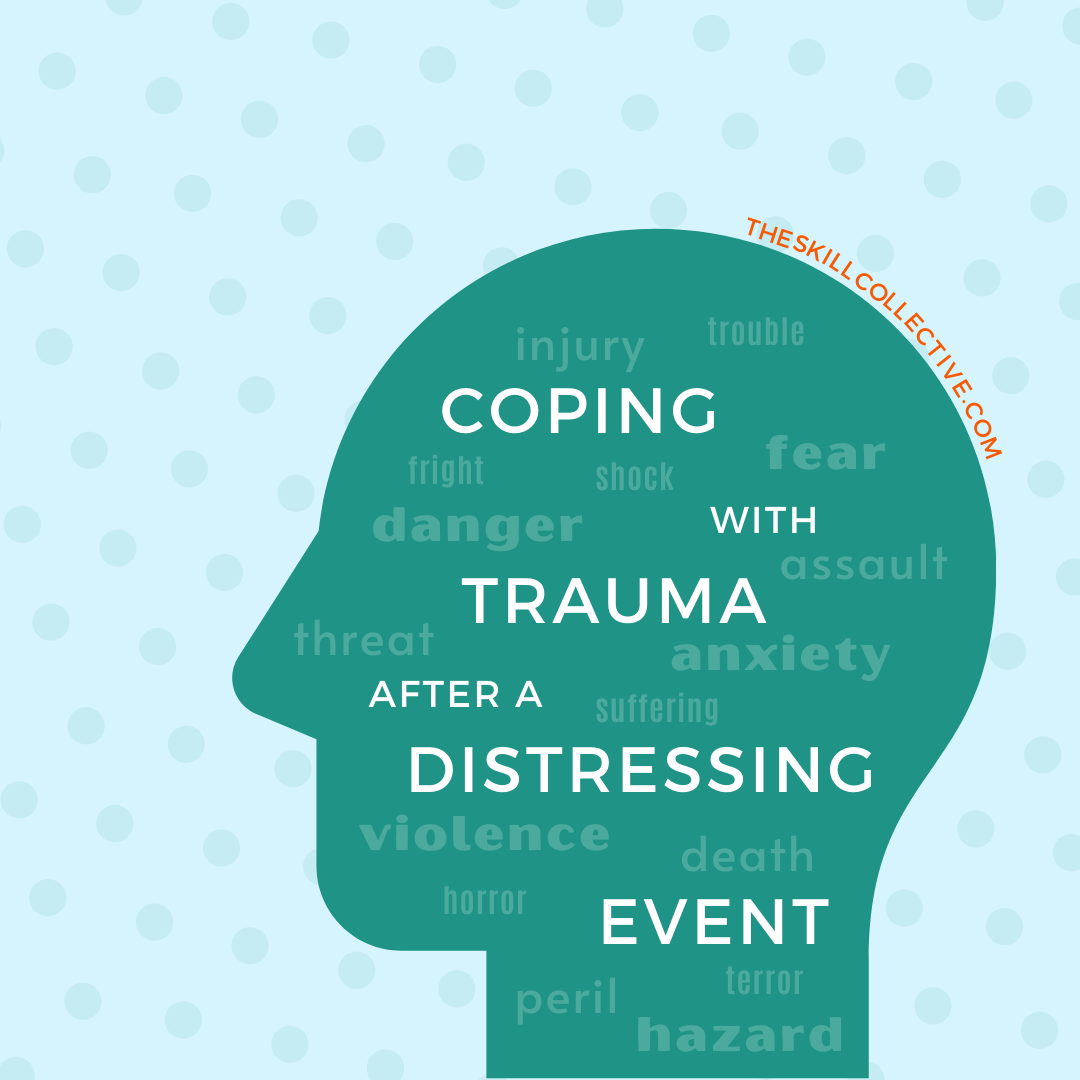 THESKILLCOLLECTIVE.COM
injury trouble
COPING
fear
fright shock
danger WITH
assault
TRAUMA
threat anxiety
AFTER A suffering
DISTRESSING
violence
death
horror
EVENT
terror
peril
hazard